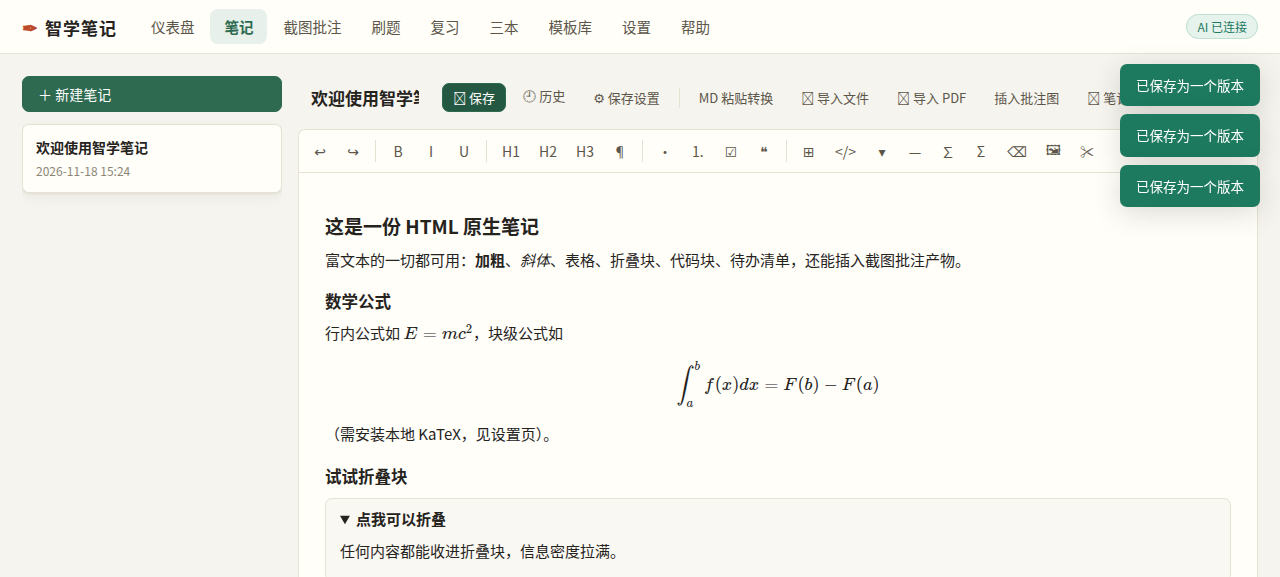 智学笔记 仪表盘 笔记 截图批注 刷题 复习 三本 模板库 设置 帮助 AI 已连接
已保存为一个版本
已保存为一个版本
已保存为一个版本
＋ 新建笔记
欢迎使用智学笔记
2026-11-18 15:24
欢迎使用智学 保存 历史 保存设置 MD 粘贴转换 导入文件 导入 PDF 插入批注图
↩ ↪ B I U H1 H2 H3 ¶ • 1. ☑ ❝ ⊞ </> ▾ — ∑ Σ ⌫ 🖼 ✂
这是一份 HTML 原生笔记
富文本的一切都可用：加粗、斜体、表格、折叠块、代码块、待办清单，还能插入截图批注产物。
数学公式
行内公式如 E = mc²，块级公式如
∫_a^b f(x)dx = F(b) − F(a)
（需安装本地 KaTeX，见设置页）。
试试折叠块
▼ 点我可以折叠
任何内容都能收进折叠块，信息密度拉满。